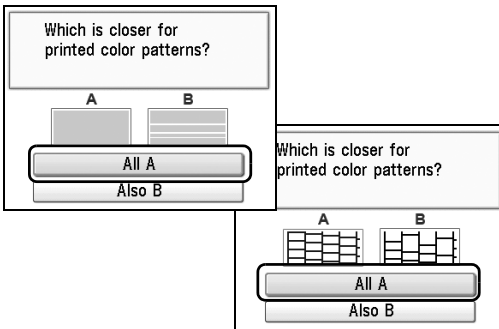 Which is closer for
printed color patterns?
A B
All A
Also B
Which is closer for
printed color patterns?
A B
All A
Also B